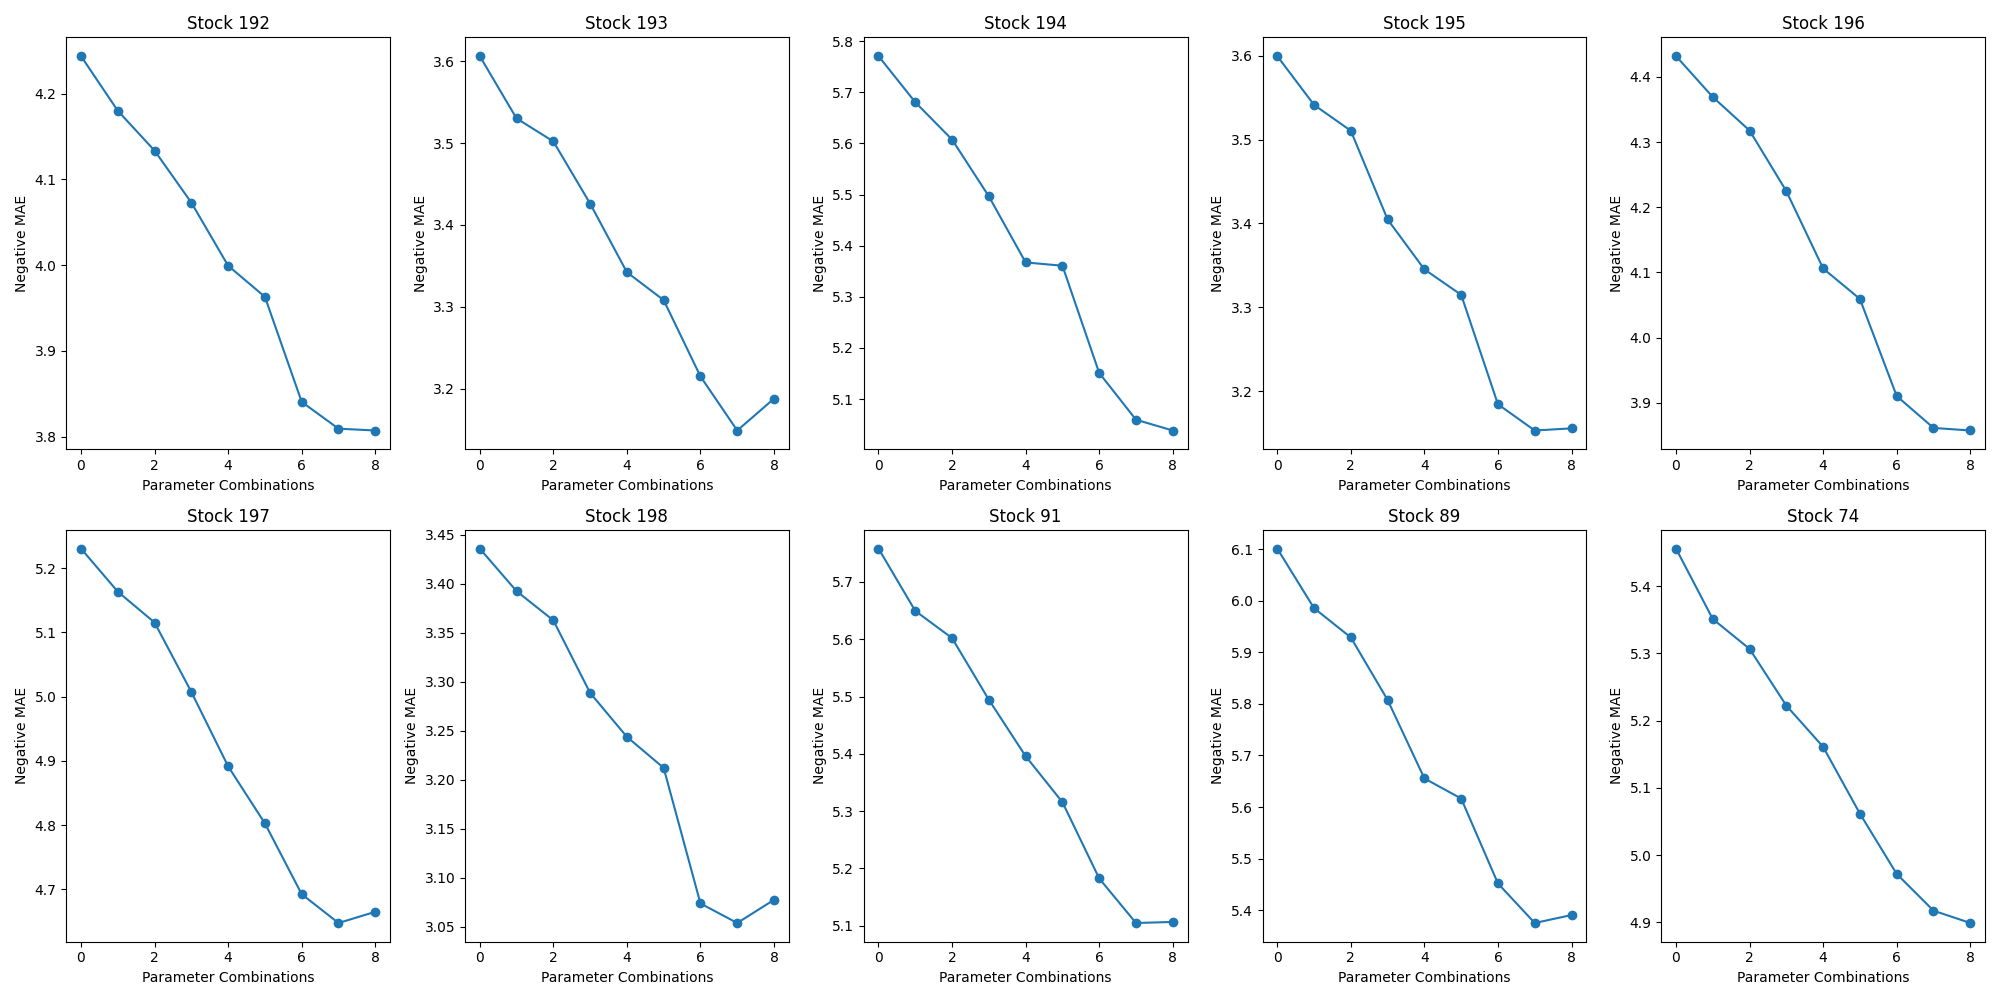 Stock 192
4.2
4.1
4.0
3.9
3.8
Negative MAE
0 2 4 6 8
Parameter Combinations
Stock 193
3.6
3.5
3.4
3.3
3.2
Negative MAE
0 2 4 6 8
Parameter Combinations
Stock 194
5.8
5.7
5.6
5.5
5.4
5.3
5.2
5.1
Negative MAE
0 2 4 6 8
Parameter Combinations
Stock 195
3.6
3.5
3.4
3.3
3.2
Negative MAE
0 2 4 6 8
Parameter Combinations
Stock 196
4.4
4.3
4.2
4.1
4.0
3.9
Negative MAE
0 2 4 6 8
Parameter Combinations
Stock 197
5.2
5.1
5.0
4.9
4.8
4.7
Negative MAE
0 2 4 6 8
Parameter Combinations
Stock 198
3.45
3.40
3.35
3.30
3.25
3.20
3.15
3.10
3.05
Negative MAE
0 2 4 6 8
Parameter Combinations
Stock 91
5.7
5.6
5.5
5.4
5.3
5.2
5.1
Negative MAE
0 2 4 6 8
Parameter Combinations
Stock 89
6.1
6.0
5.9
5.8
5.7
5.6
5.5
5.4
Negative MAE
0 2 4 6 8
Parameter Combinations
Stock 74
5.4
5.3
5.2
5.1
5.0
4.9
Negative MAE
0 2 4 6 8
Parameter Combinations